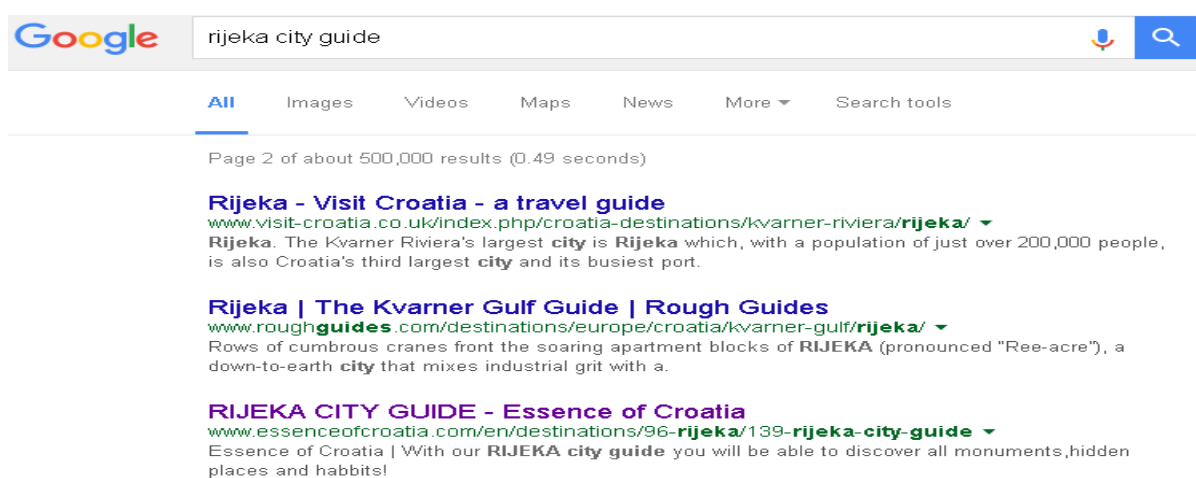 Google rijeka city guide
All Images Videos Maps News More Search tools
Page 2 of about 500,000 results (0.49 seconds)
Rijeka - Visit Croatia - a travel guide
www.visit-croatia.co.uk/index.php/croatia-destinations/kvarner-riviera/rijeka/
Rijeka. The Kvarner Riviera's largest city is Rijeka which, with a population of just over 200,000 people,
is also Croatia's third largest city and its busiest port.
Rijeka | The Kvarner Gulf Guide | Rough Guides
www.roughguides.com/destinations/europe/croatia/kvarner-gulf/rijeka/
Rows of cumbrous cranes front the soaring apartment blocks of RIJEKA (pronounced "Ree-acre"), a
down-to-earth city that mixes industrial grit with a.
RIJEKA CITY GUIDE - Essence of Croatia
www.essenceofcroatia.com/en/destinations/96-rijeka/139-rijeka-city-guide
Essence of Croatia | With our RIJEKA city guide you will be able to discover all monuments,hidden
places and habbits!